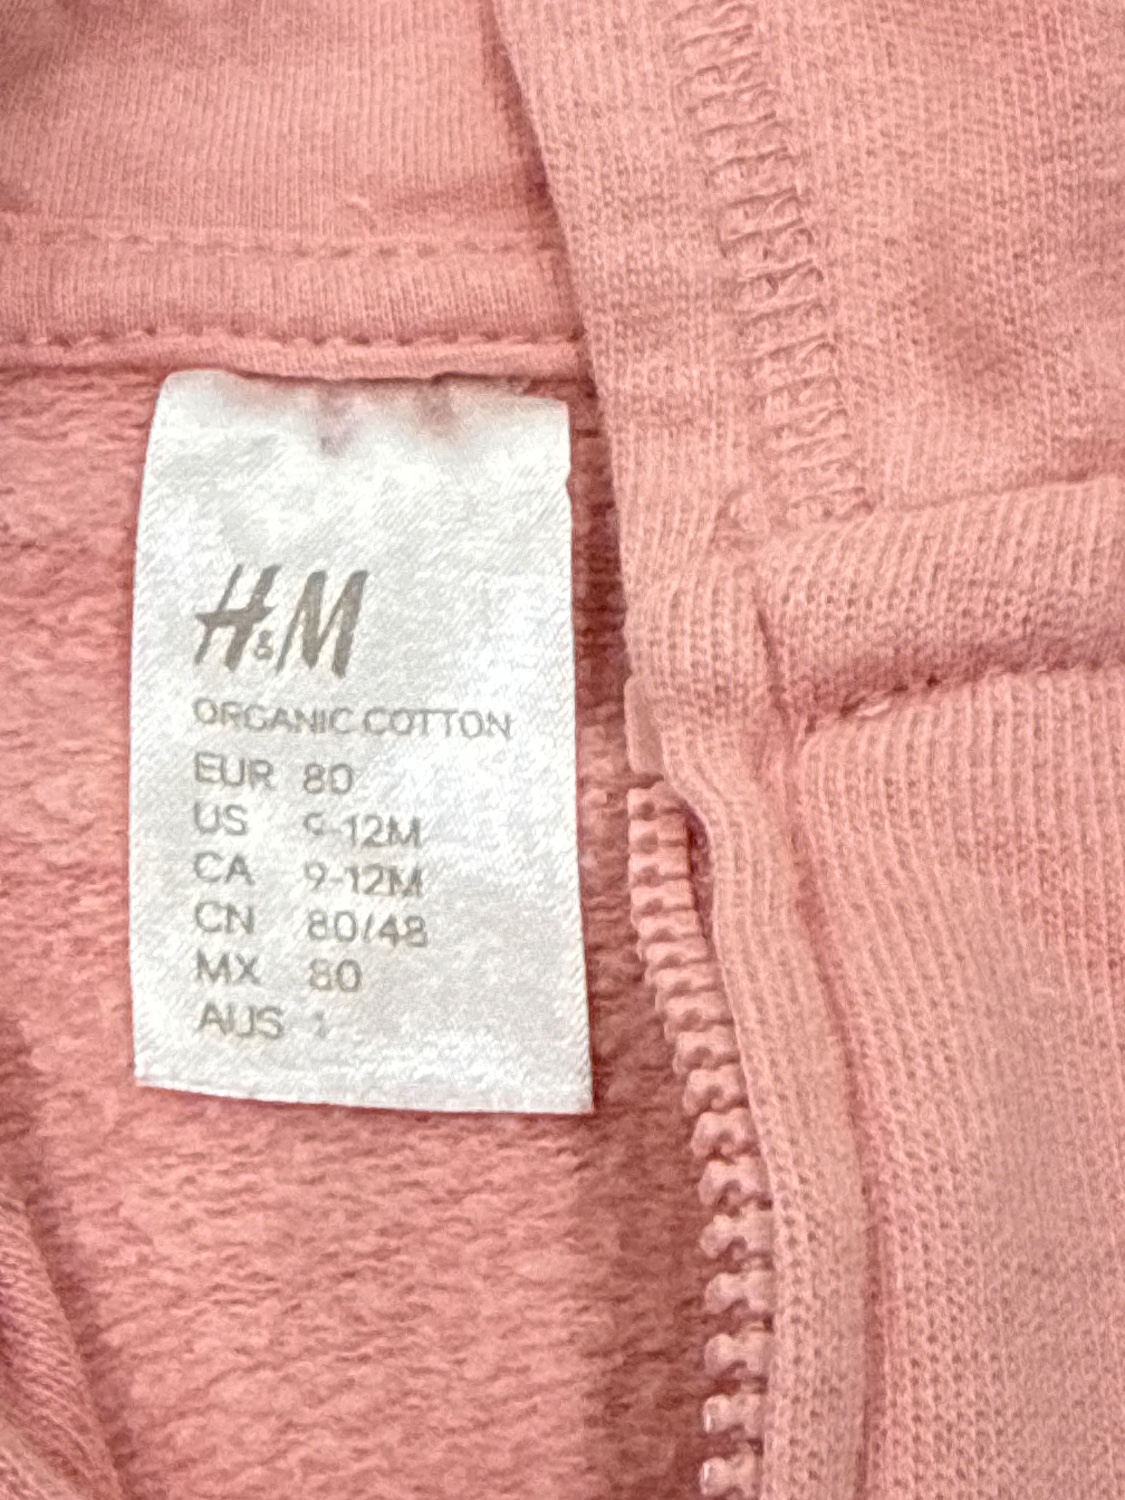 H&M
ORGANIC COTTON
EUR 80
US 9-12M
CA 9-12M
CN 80/48
MX 80
AUS 1